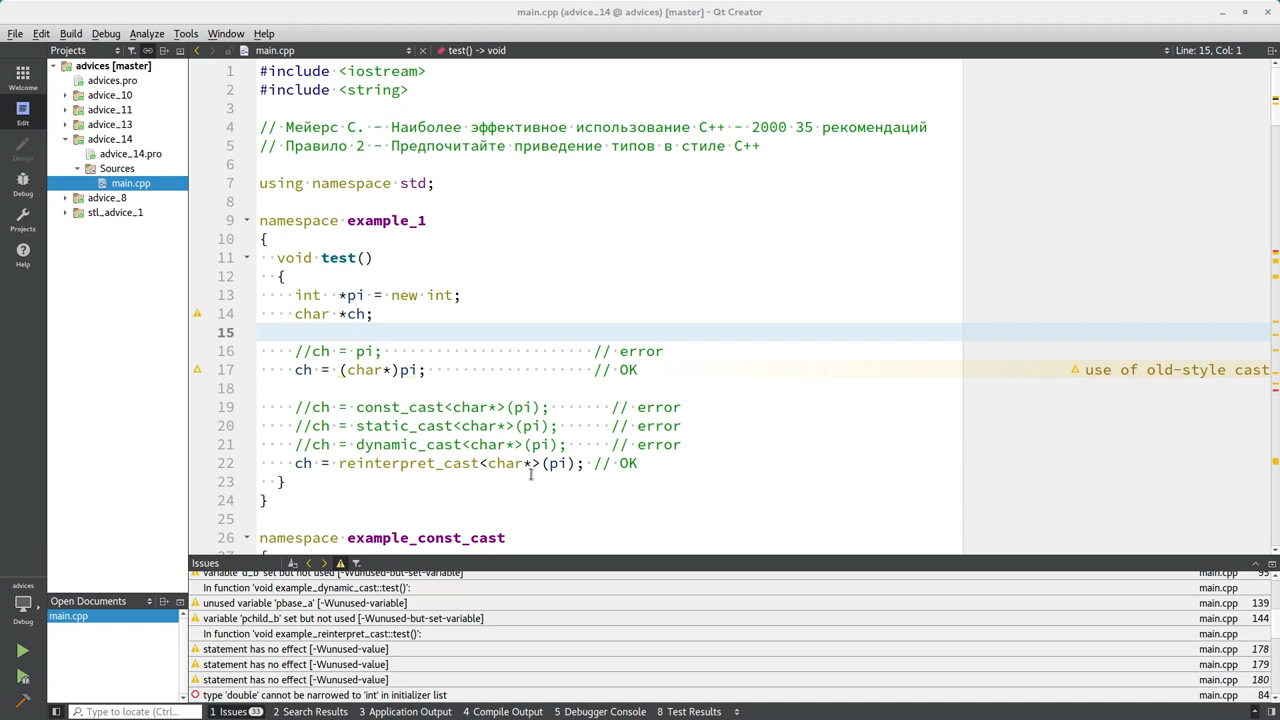 main.cpp (advice_14 @ advices) [master] - Qt Creator
File Edit Build Debug Analyze Tools Window Help
Projects main.cpp test() -> void Line: 15, Col: 1
Welcome
Edit
Design
Debug
Projects
Help
advices
Debug
advices [master]
advices.pro
advice_10
advice_11
advice_13
advice_14
advice_14.pro
Sources
main.cpp
advice_8
stl_advice_1
Open Documents
main.cpp
1 #include <iostream>
2 #include <string>
3
4 // Мейерс С. - Наиболее эффективное использование C++ - 2000 35 рекомендаций
5 // Правило 2 - Предпочитайте приведение типов в стиле C++
6
7 using namespace std;
8
9 namespace example_1
10 {
11 void test()
12 {
13 int *pi = new int;
14 char *ch;
15
16 //ch = pi; // error
17 ch = (char*)pi; // OK use of old-style cast
18
19 //ch = const_cast<char*>(pi); // error
20 //ch = static_cast<char*>(pi); // error
21 //ch = dynamic_cast<char*>(pi); // error
22 ch = reinterpret_cast<char*>(pi); // OK
23 }
24 }
25
26 namespace example_const_cast
27 {
Issues
variable 'd_b' set but not used [-Wunused-but-set-variable] main.cpp 95
In function 'void example_dynamic_cast::test()': main.cpp
unused variable 'pbase_a' [-Wunused-variable] main.cpp 139
variable 'pchild_b' set but not used [-Wunused-but-set-variable] main.cpp 144
In function 'void example_reinterpret_cast::test()': main.cpp
statement has no effect [-Wunused-value] main.cpp 178
statement has no effect [-Wunused-value] main.cpp 179
statement has no effect [-Wunused-value] main.cpp 180
type 'double' cannot be narrowed to 'int' in initializer list main.cpp 84
Type to locate (Ctrl... 1 Issues 33 2 Search Results 3 Application Output 4 Compile Output 5 Debugger Console 8 Test Results